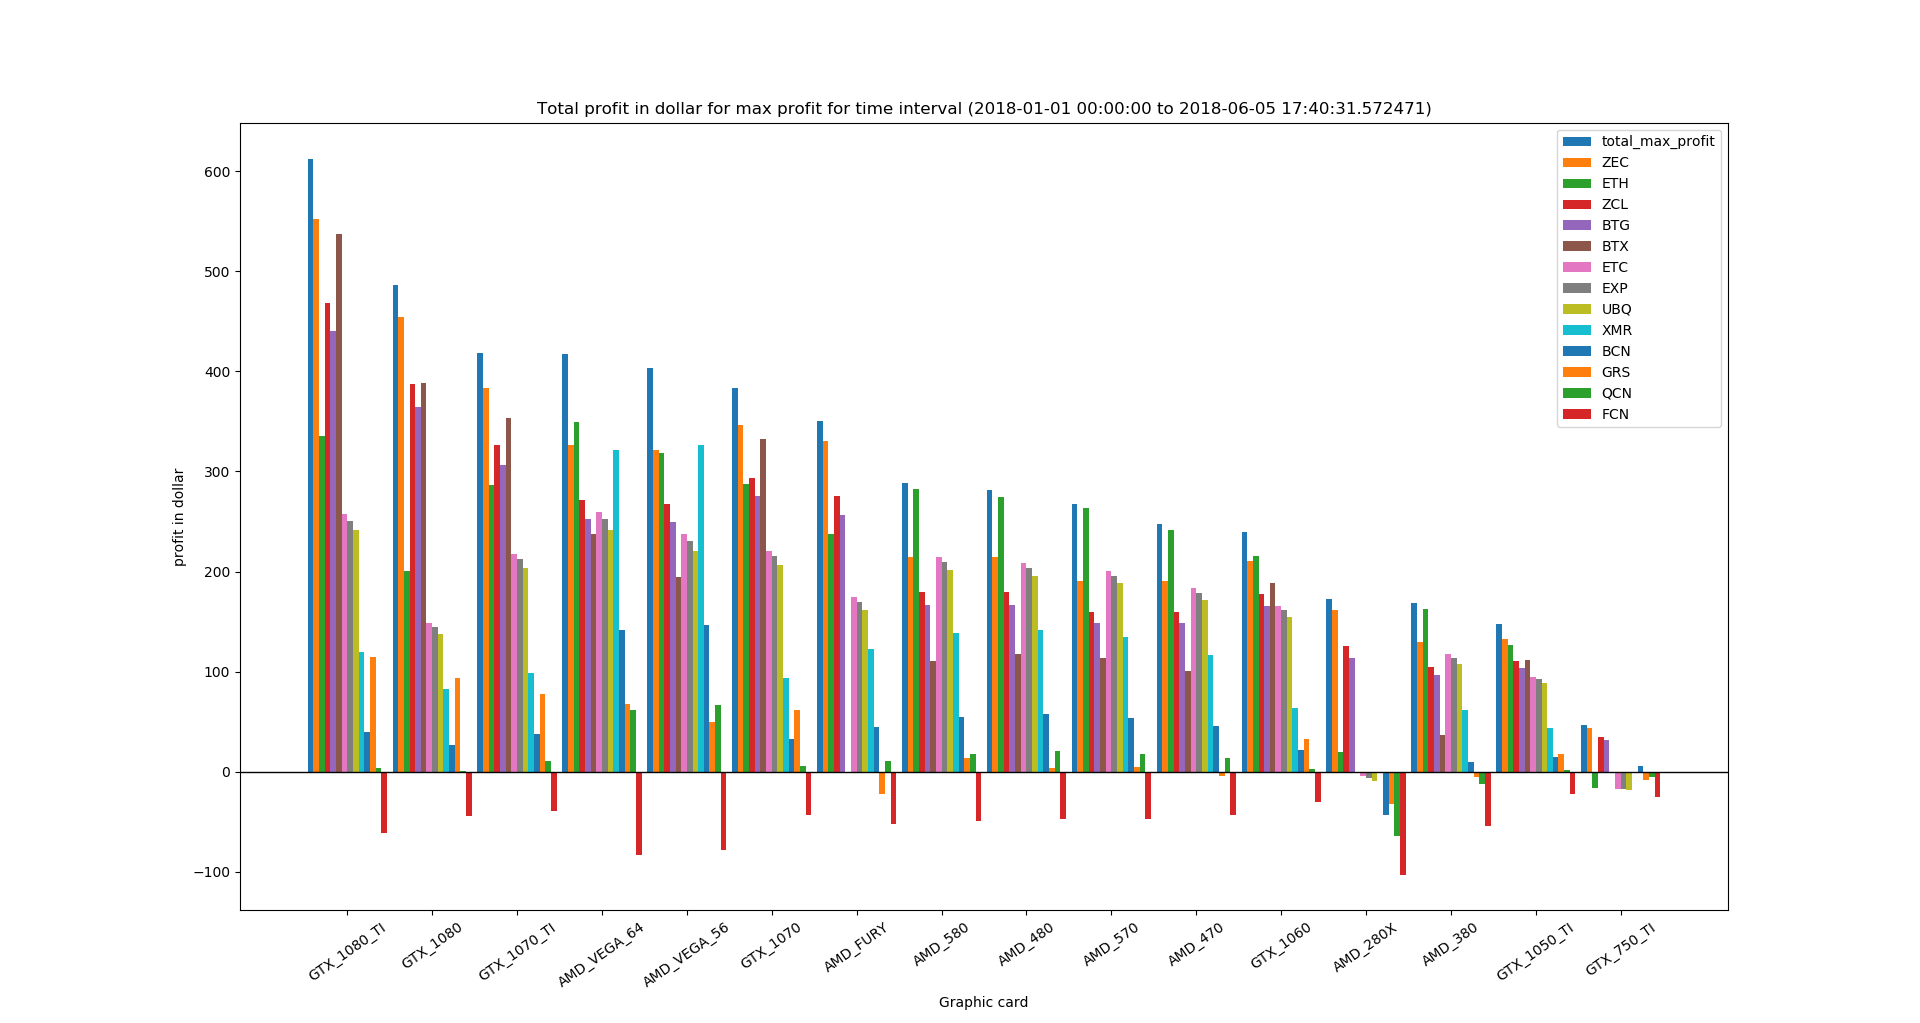 Total profit in dollar for max profit for time interval (2018-01-01 00:00:00 to 2018-06-05 17:40:31.572471)
total_max_profit
ZEC
ETH
ZCL
BTG
BTX
ETC
EXP
UBQ
XMR
BCN
GRS
QCN
FCN
profit in dollar
600
500
400
300
200
100
0
−100
GTX_1080_TI
GTX_1080
GTX_1070_TI
AMD_VEGA_64
AMD_VEGA_56
GTX_1070
AMD_FURY
AMD_580
AMD_480
AMD_570
AMD_470
GTX_1060
AMD_280X
AMD_380
GTX_1050_TI
GTX_750_TI
Graphic card